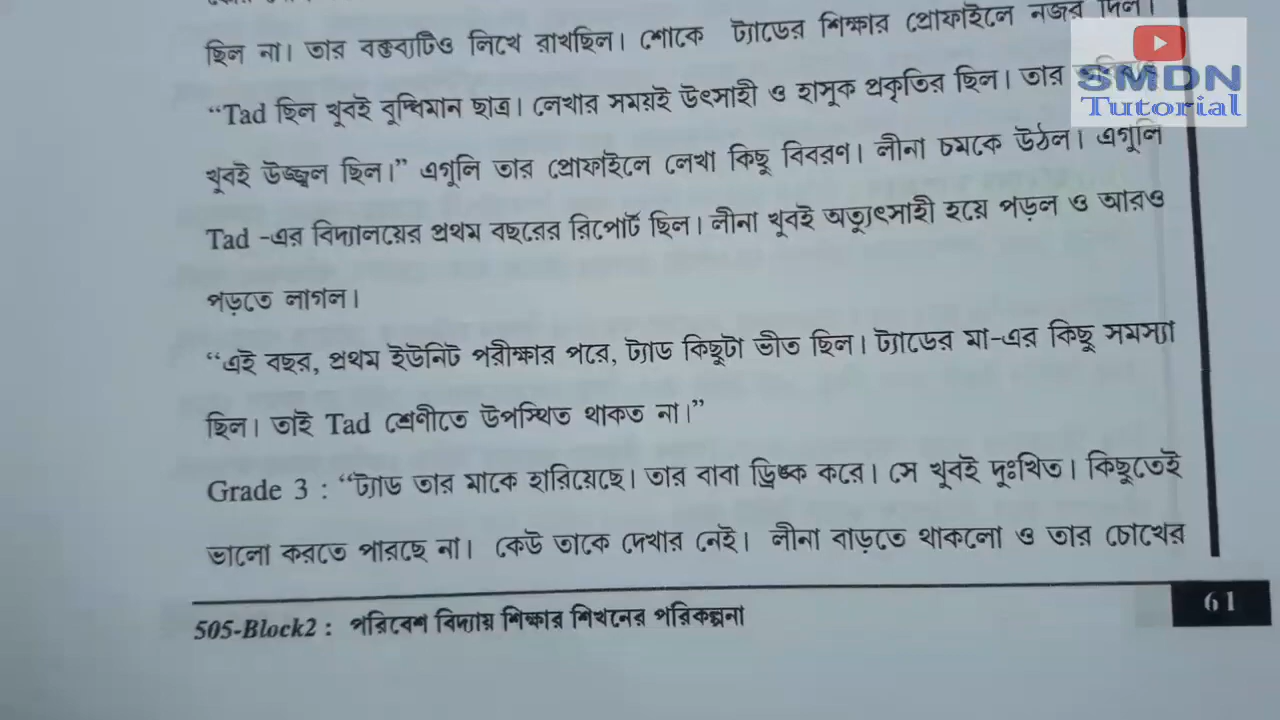 ছিল না। তার বক্তব্যটিও লিখে রাখছিল। শোকে ট্যাডের শিক্ষার প্রোফাইলে নজর দিল।
“Tad ছিল খুবই বুদ্ধিমান ছাত্র। লেখার সময়ই উৎসাহী ও হাসুক প্রকৃতির ছিল। তার
খুবই উজ্জ্বল ছিল।” এগুলি তার প্রোফাইলে লেখা কিছু বিবরণ। লীনা চমকে উঠল। এগুলি
Tad -এর বিদ্যালয়ের প্রথম বছরের রিপোর্ট ছিল। লীনা খুবই অত্যুৎসাহী হয়ে পড়ল ও আরও
পড়তে লাগল।
“এই বছর, প্রথম ইউনিট পরীক্ষার পরে, ট্যাড কিছুটা ভীত ছিল। ট্যাডের মা-এর কিছু সমস্যা
ছিল। তাই Tad শ্রেণীতে উপস্থিত থাকত না।”
Grade 3 : “ট্যাড তার মাকে হারিয়েছে। তার বাবা ড্রিঙ্ক করে। সে খুবই দুঃখিত। কিছুতেই
ভালো করতে পারছে না। কেউ তাকে দেখার নেই। লীনা বাড়তে থাকলো ও তার চোখের
505-Block2 : পরিবেশ বিদ্যায় শিক্ষার শিখনের পরিকল্পনা
61
SMDN
Tutorial